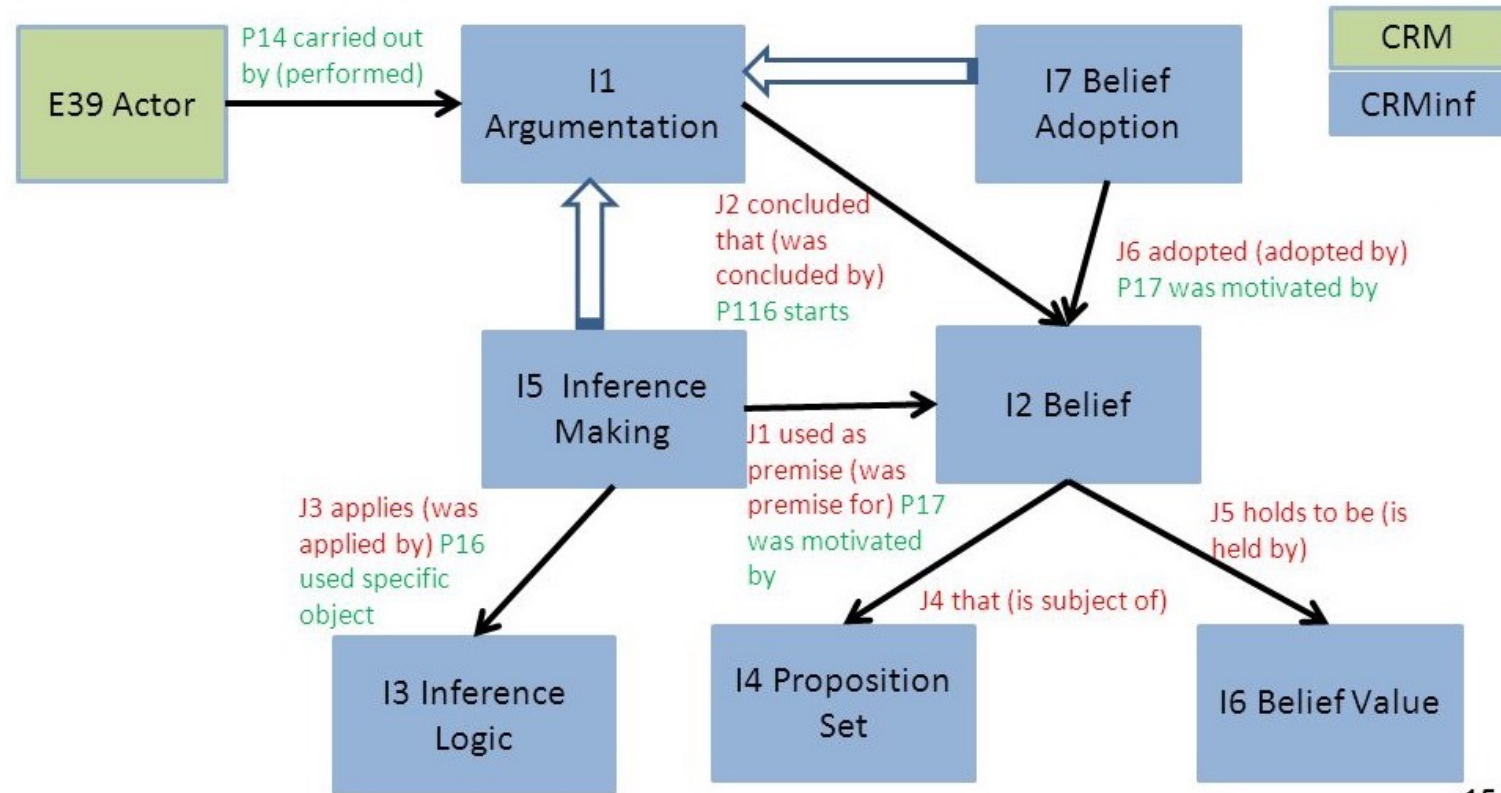 P14 carried out
by (performed)
E39 Actor
I1
Argumentation
I7 Belief
Adoption
CRM
CRMinf
J2 concluded
that (was
concluded by)
P116 starts
J6 adopted (adopted by)
P17 was motivated by
I5 Inference
Making
I2 Belief
J1 used as
premise (was
premise for) P17
was motivated
by
J3 applies (was
applied by) P16
used specific
object
J5 holds to be (is
held by)
J4 that (is subject of)
I3 Inference
Logic
I4 Proposition
Set
I6 Belief Value